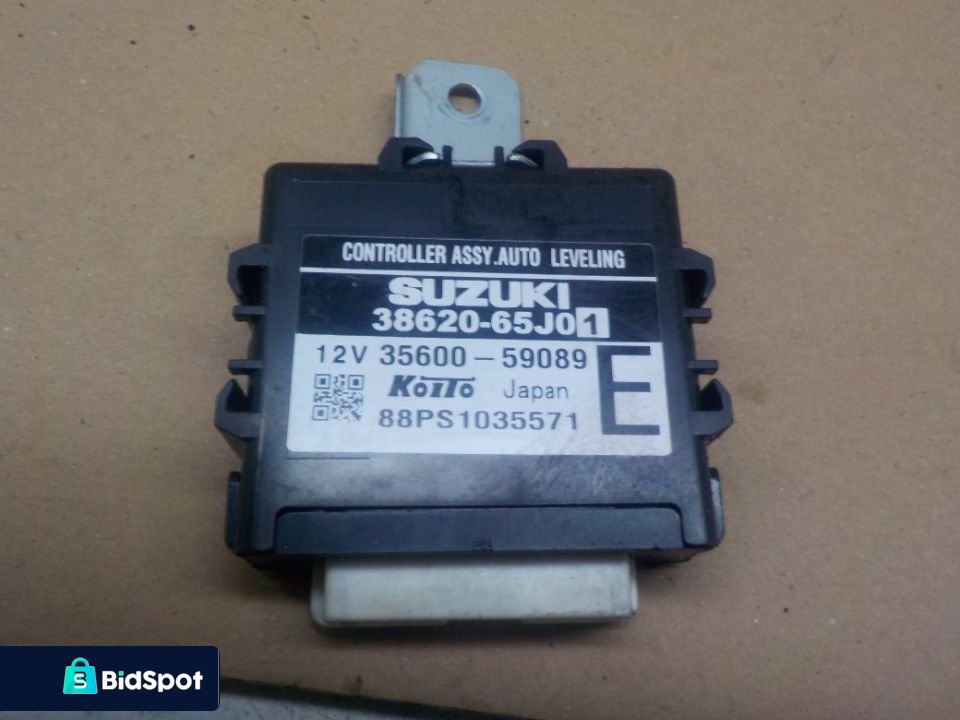 CONTROLLER ASSY.AUTO LEVELING
SUZUKI
38620-65J01
12V 35600-59089 E
KOITO Japan
88PS1035571
BidSpot